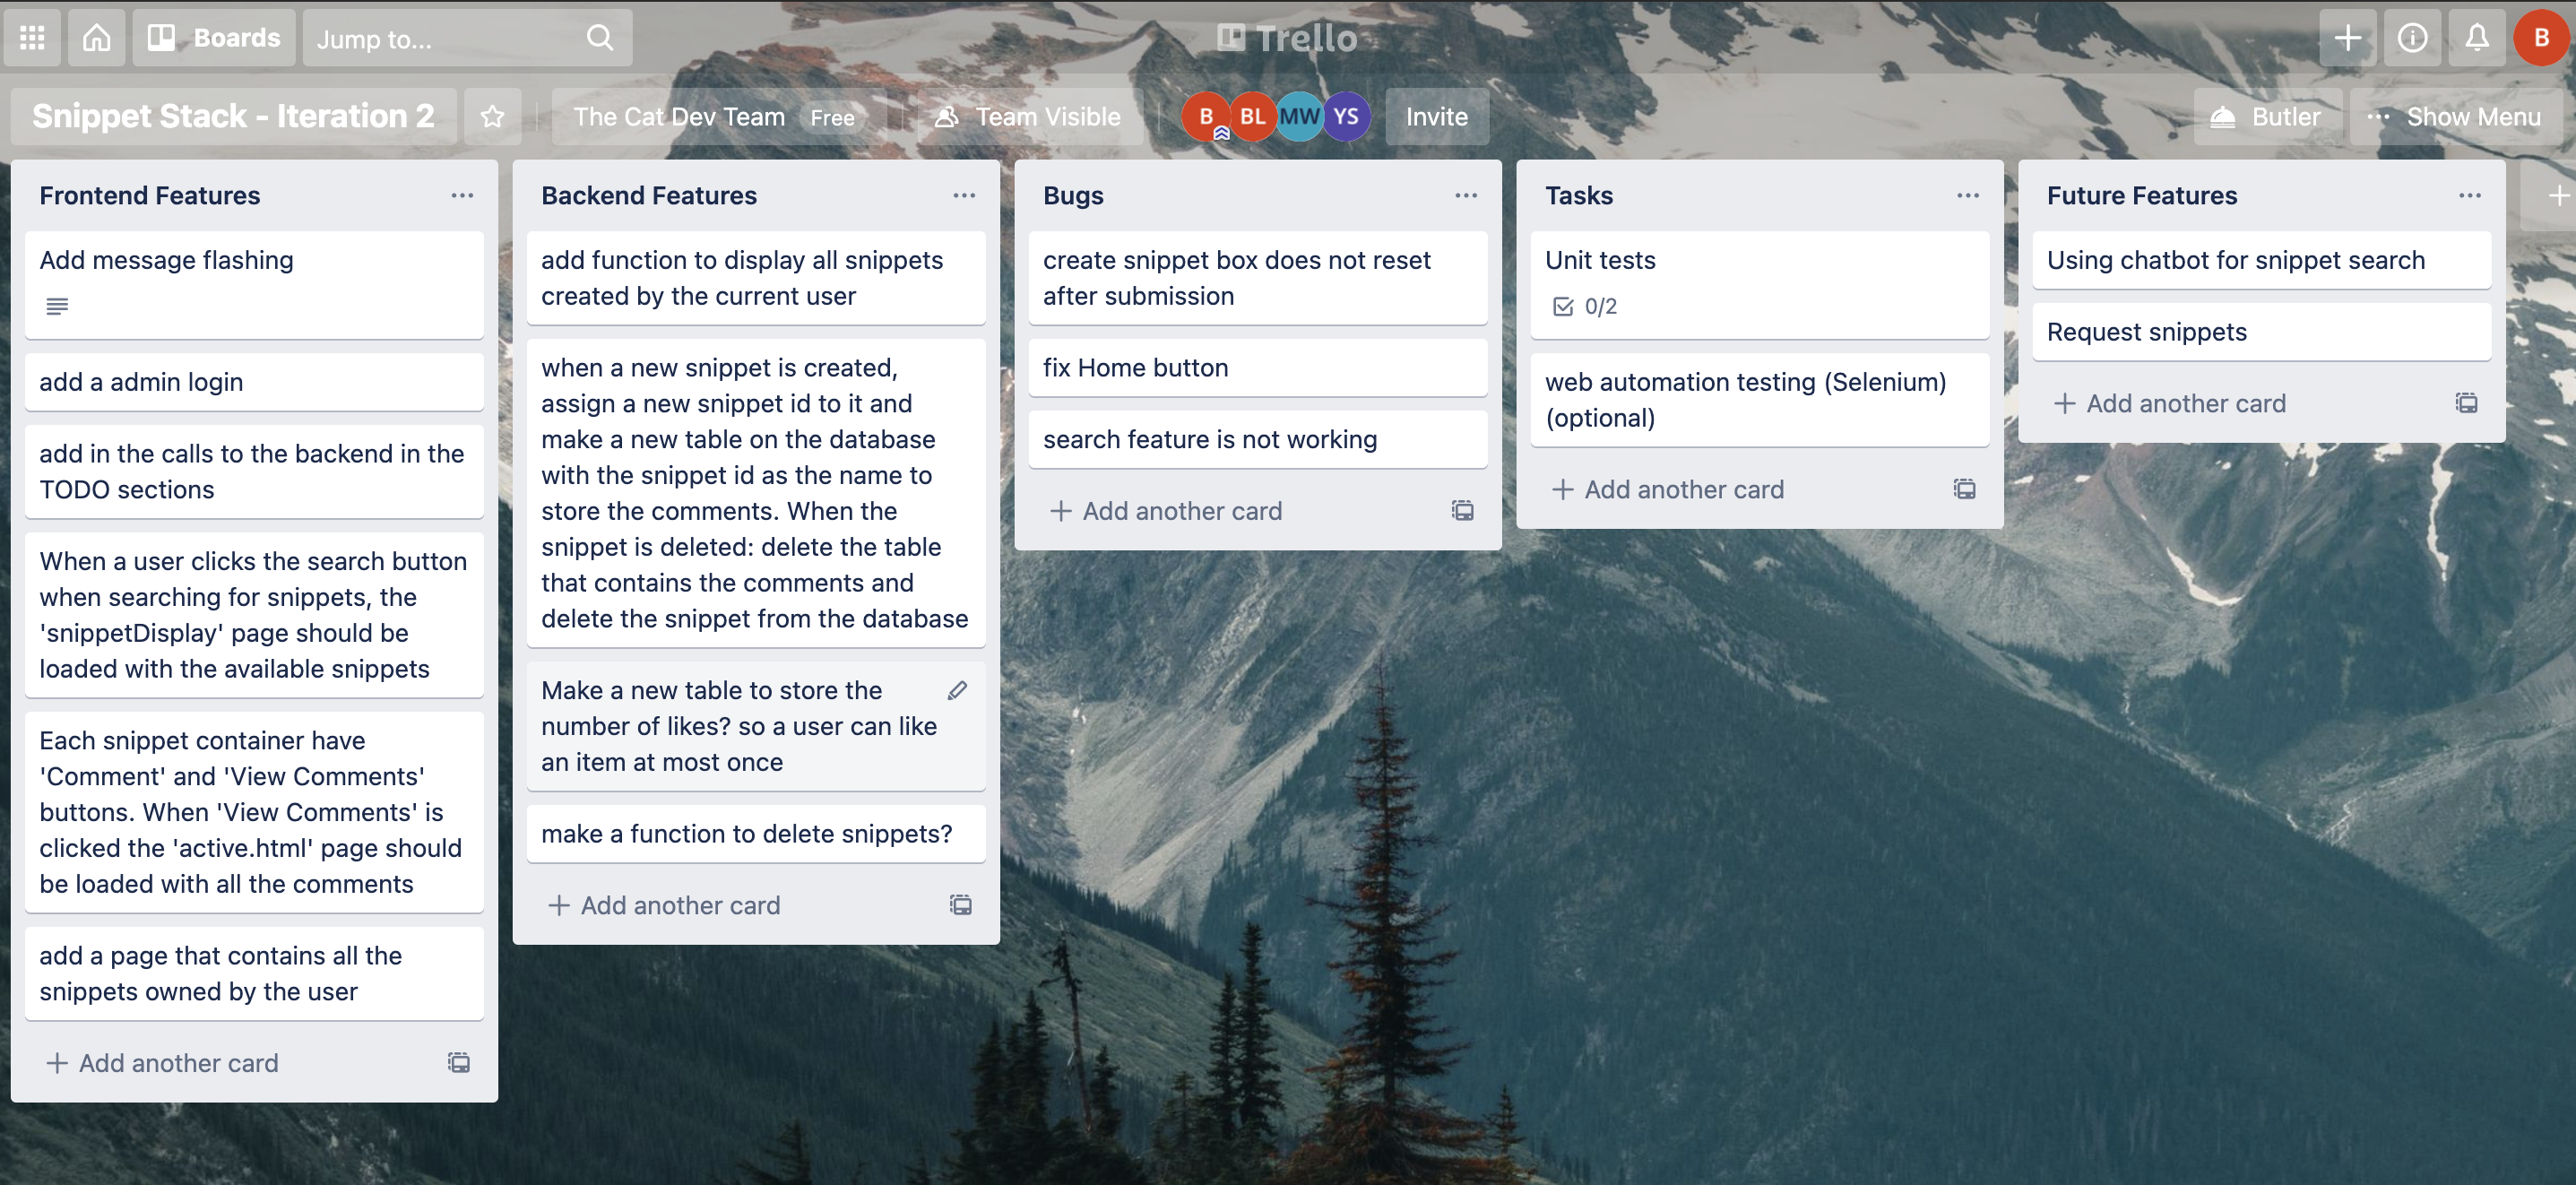 Boards
Jump to...
Trello
B
Snippet Stack - Iteration 2
The Cat Dev Team Free
Team Visible
B BL MW YS
Invite
Butler
Show Menu
Frontend Features
Add message flashing
add a admin login
add in the calls to the backend in the
TODO sections
When a user clicks the search button
when searching for snippets, the
'snippetDisplay' page should be
loaded with the available snippets
Each snippet container have
'Comment' and 'View Comments'
buttons. When 'View Comments' is
clicked the 'active.html' page should
be loaded with all the comments
add a page that contains all the
snippets owned by the user
Add another card
Backend Features
add function to display all snippets
created by the current user
when a new snippet is created,
assign a new snippet id to it and
make a new table on the database
with the snippet id as the name to
store the comments. When the
snippet is deleted: delete the table
that contains the comments and
delete the snippet from the database
Make a new table to store the
number of likes? so a user can like
an item at most once
make a function to delete snippets?
Add another card
Bugs
create snippet box does not reset
after submission
fix Home button
search feature is not working
Add another card
Tasks
Unit tests
0/2
web automation testing (Selenium)
(optional)
Add another card
Future Features
Using chatbot for snippet search
Request snippets
Add another card